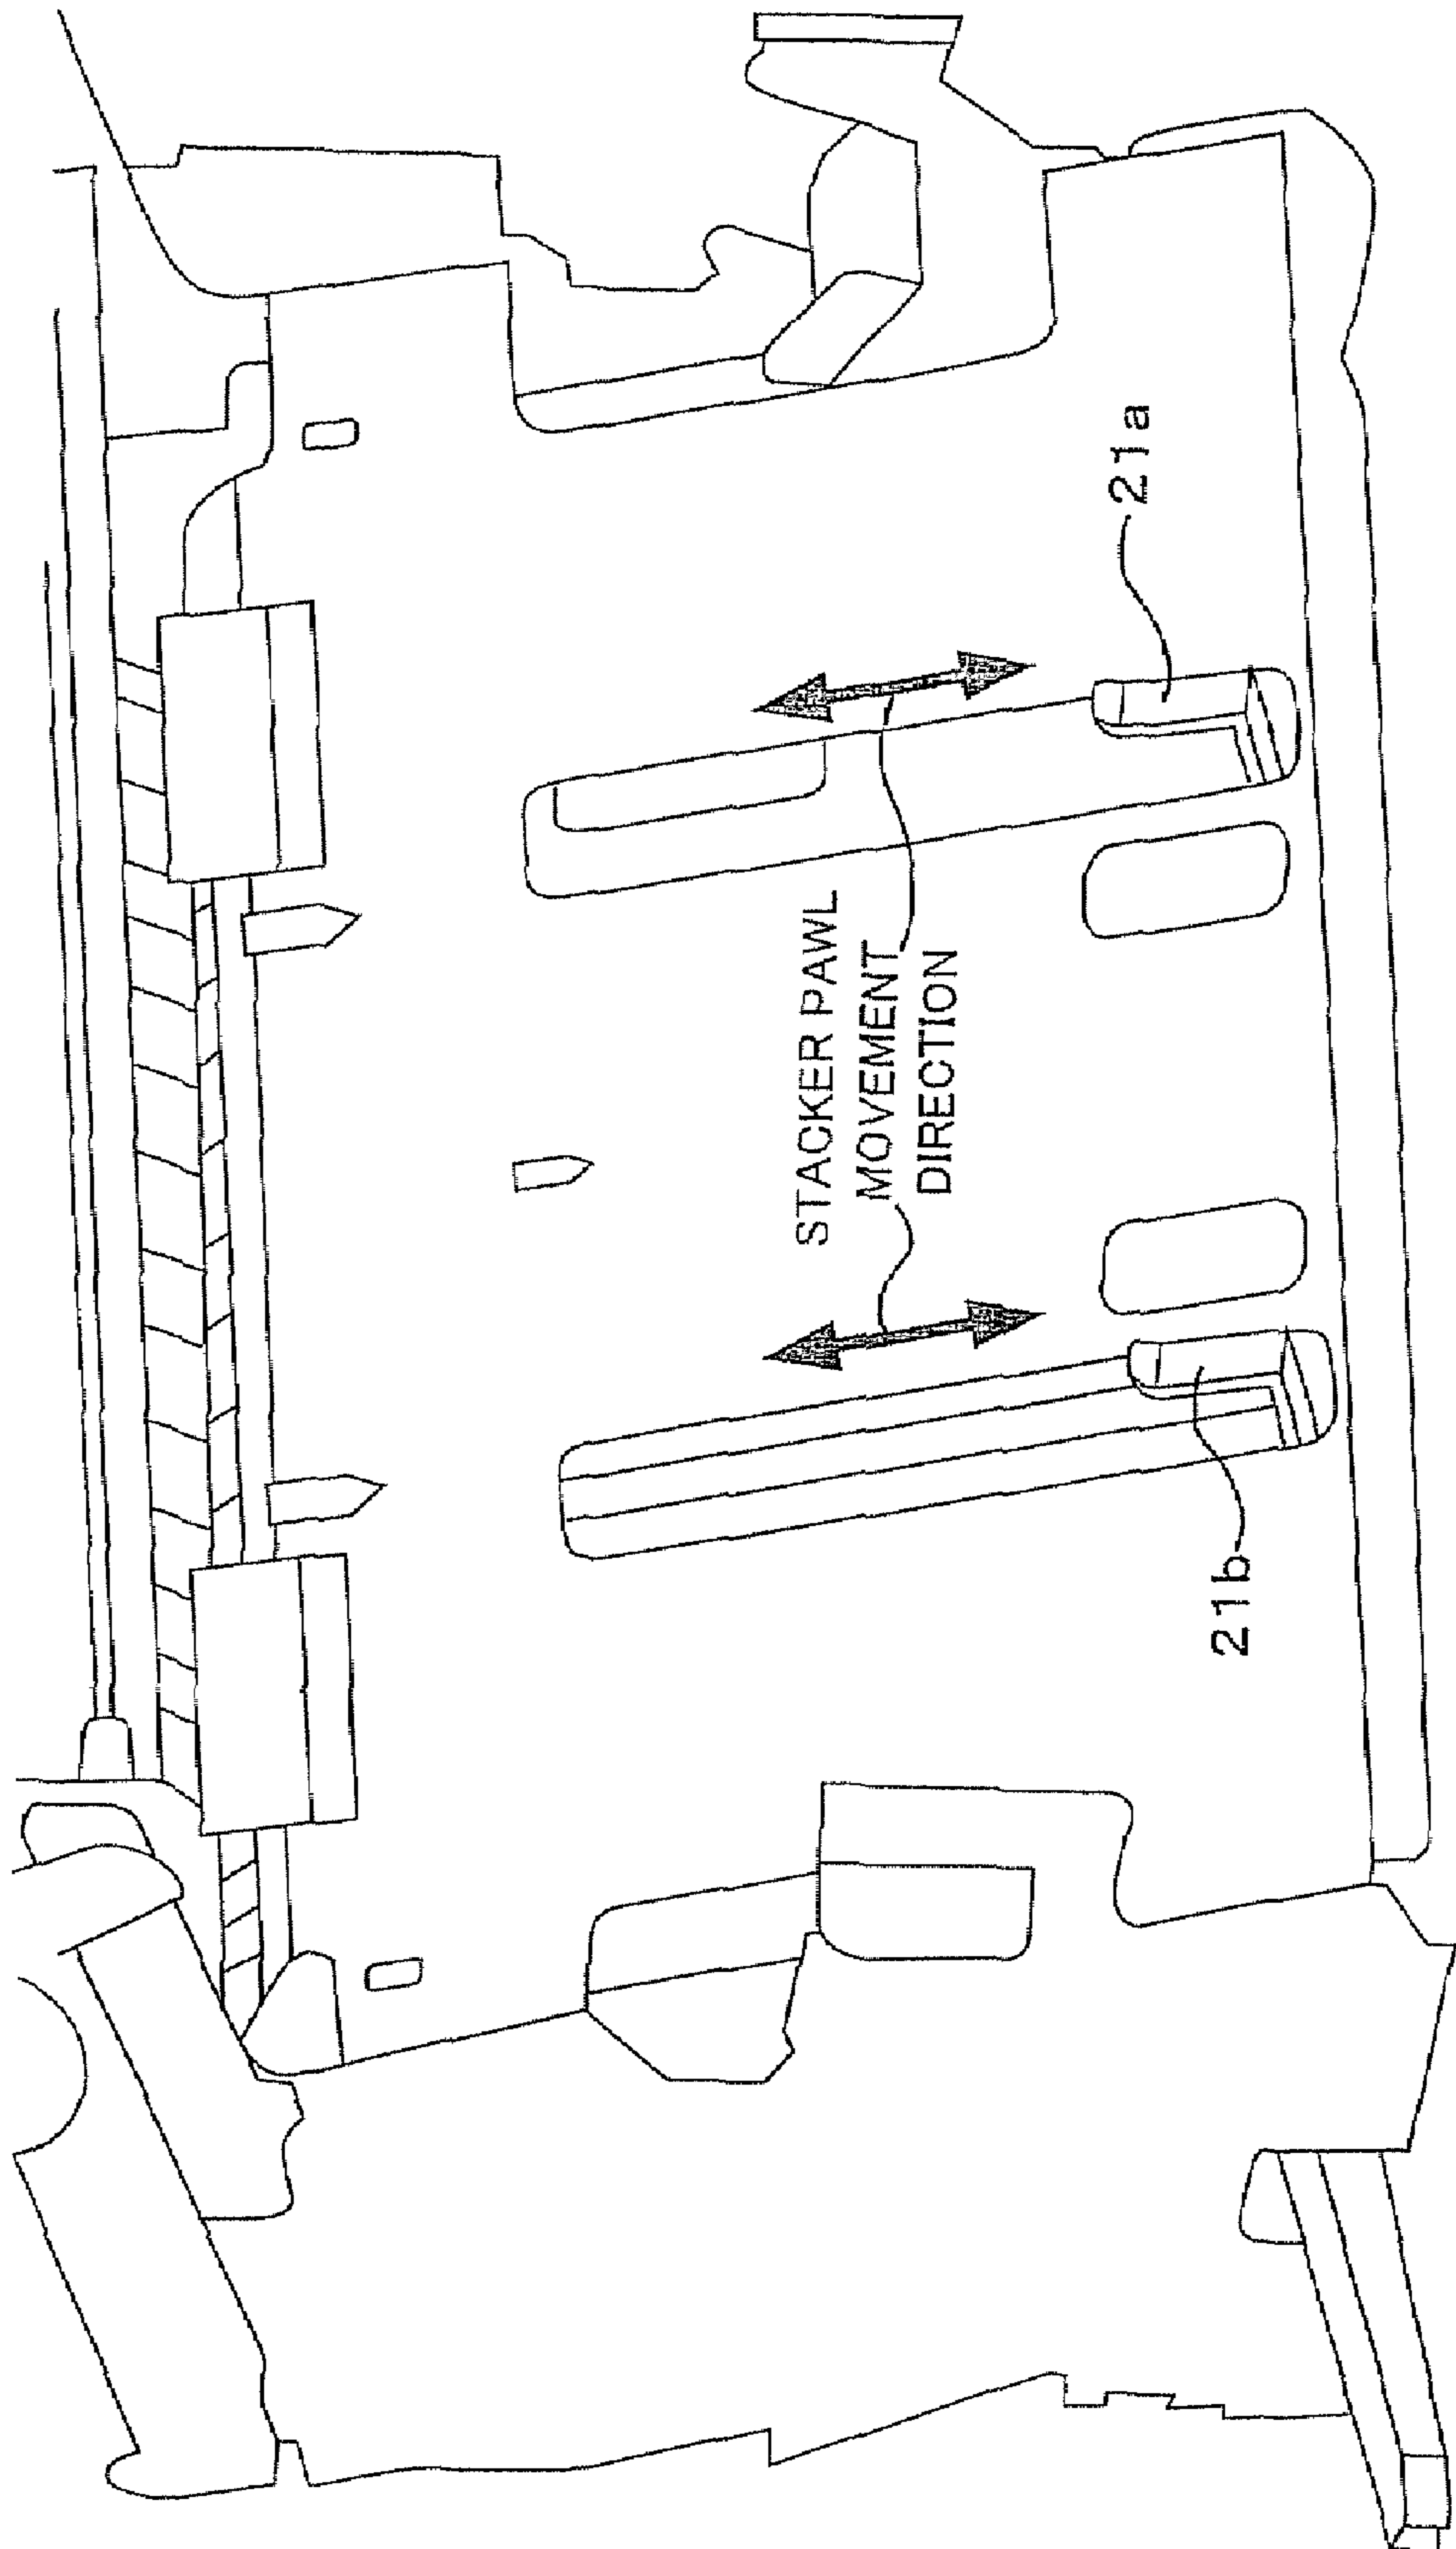 21a
STACKER PAWL
MOVEMENT
DIRECTION
21b